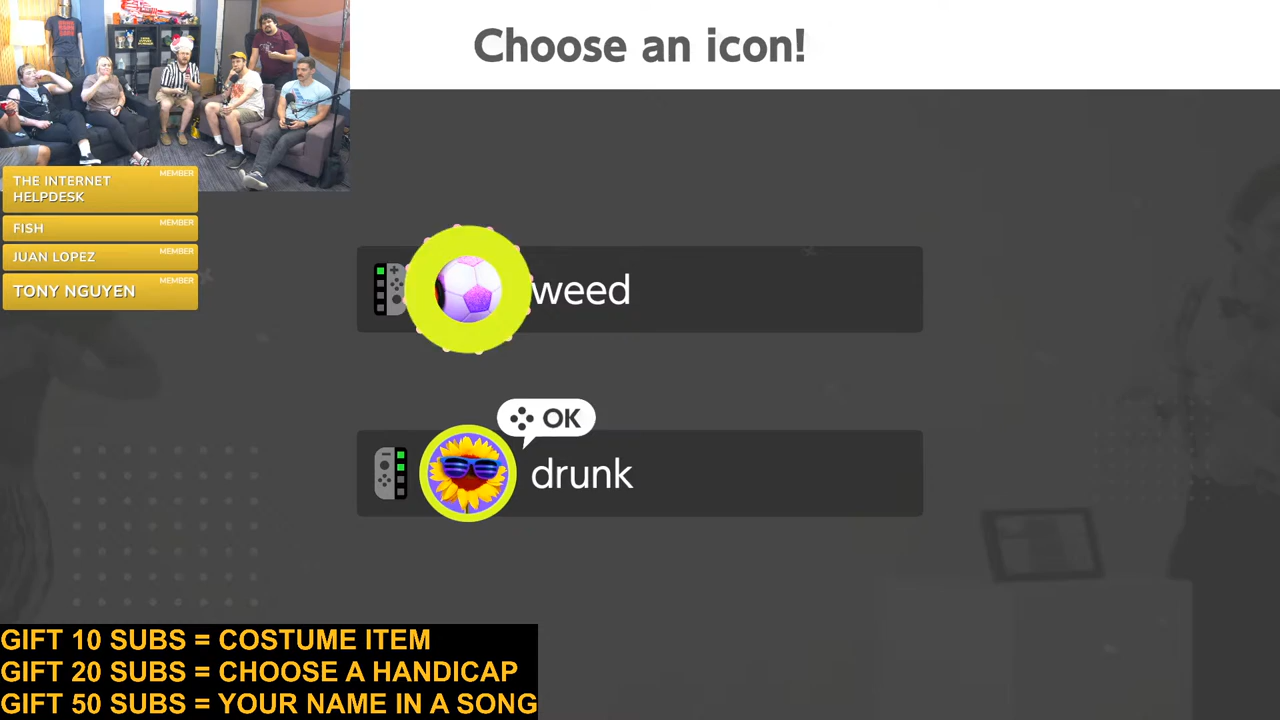 Choose an icon!
THE INTERNET
HELPDESK
MEMBER
FISH
MEMBER
JUAN LOPEZ
MEMBER
TONY NGUYEN
MEMBER
weed
OK
drunk
GIFT 10 SUBS = COSTUME ITEM
GIFT 20 SUBS = CHOOSE A HANDICAP
GIFT 50 SUBS = YOUR NAME IN A SONG